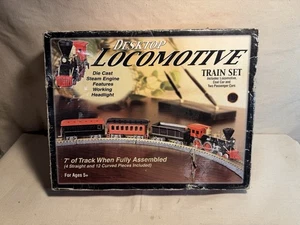 DESKTOP
LOCOMOTIVE
TRAIN SET
Includes Locomotive,
Coal Car and
Two Passenger Cars
Die Cast
Steam Engine
Features
Working
Headlight
7' of Track When Fully Assembled
(4 Straight and 12 Curved Pieces Included)
For Ages 5+